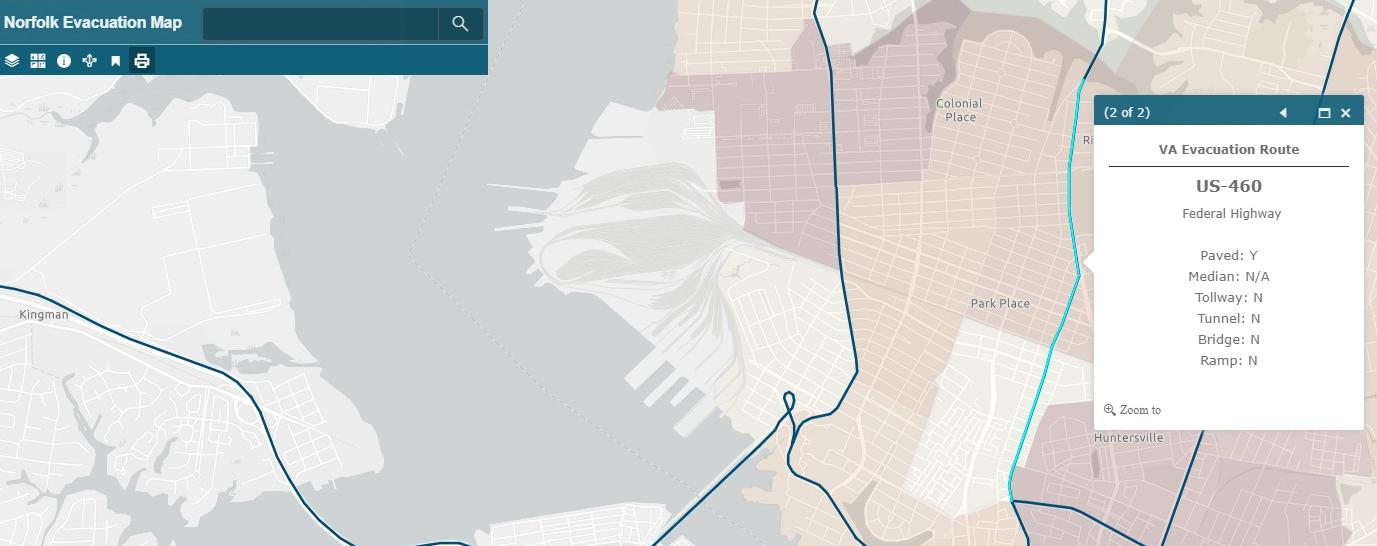 Norfolk Evacuation Map
Colonial
Place
(2 of 2)
Ri
VA Evacuation Route
US-460
Federal Highway
Paved: Y
Median: N/A
Tollway: N
Tunnel: N
Bridge: N
Ramp: N
Park Place
Kingman
Zoom to
Huntersville